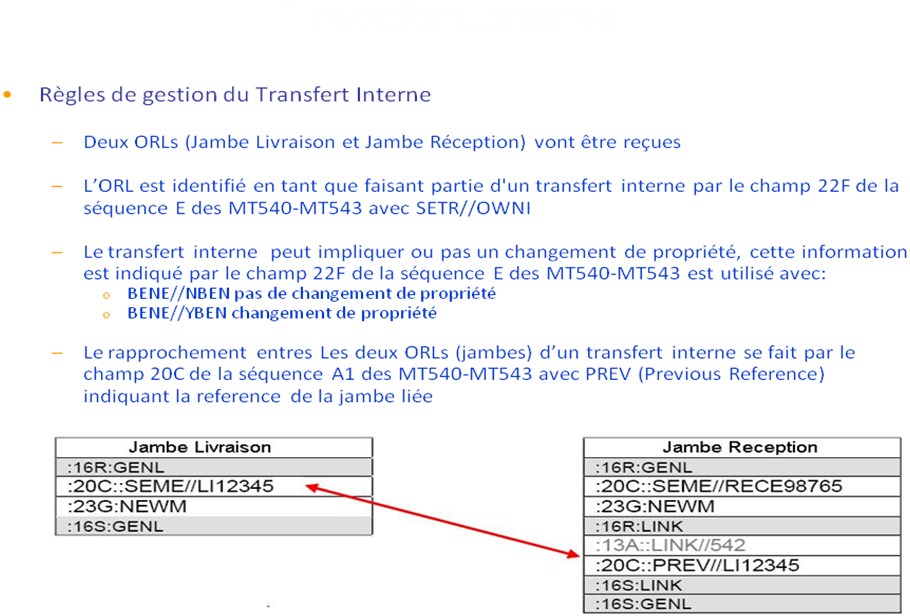 • Règles de gestion du Transfert Interne
– Deux ORLs (Jambe Livraison et Jambe Réception) vont être reçues
– L'ORL est identifié en tant que faisant partie d'un transfert interne par le champ 22F de la
séquence E des MT540-MT543 avec SETR//OWNI
– Le transfert interne peut impliquer ou pas un changement de propriété, cette information
est indiqué par le champ 22F de la séquence E des MT540-MT543 est utilisé avec:
o BENE//NBEN pas de changement de propriété
o BENE//YBEN changement de propriété
– Le rapprochement entres Les deux ORLs (jambes) d'un transfert interne se fait par le
champ 20C de la séquence A1 des MT540-MT543 avec PREV (Previous Reference)
indiquant la reference de la jambe liée
Jambe Livraison
:16R:GENL
:20C::SEME//LI12345
:23G:NEWM
:16S:GENL
Jambe Reception
:16R:GENL
:20C::SEME//RECE98765
:23G:NEWM
:16R:LINK
:13A::LINK//542
:20C::PREV//LI12345
:16S:LINK
:16S:GENL